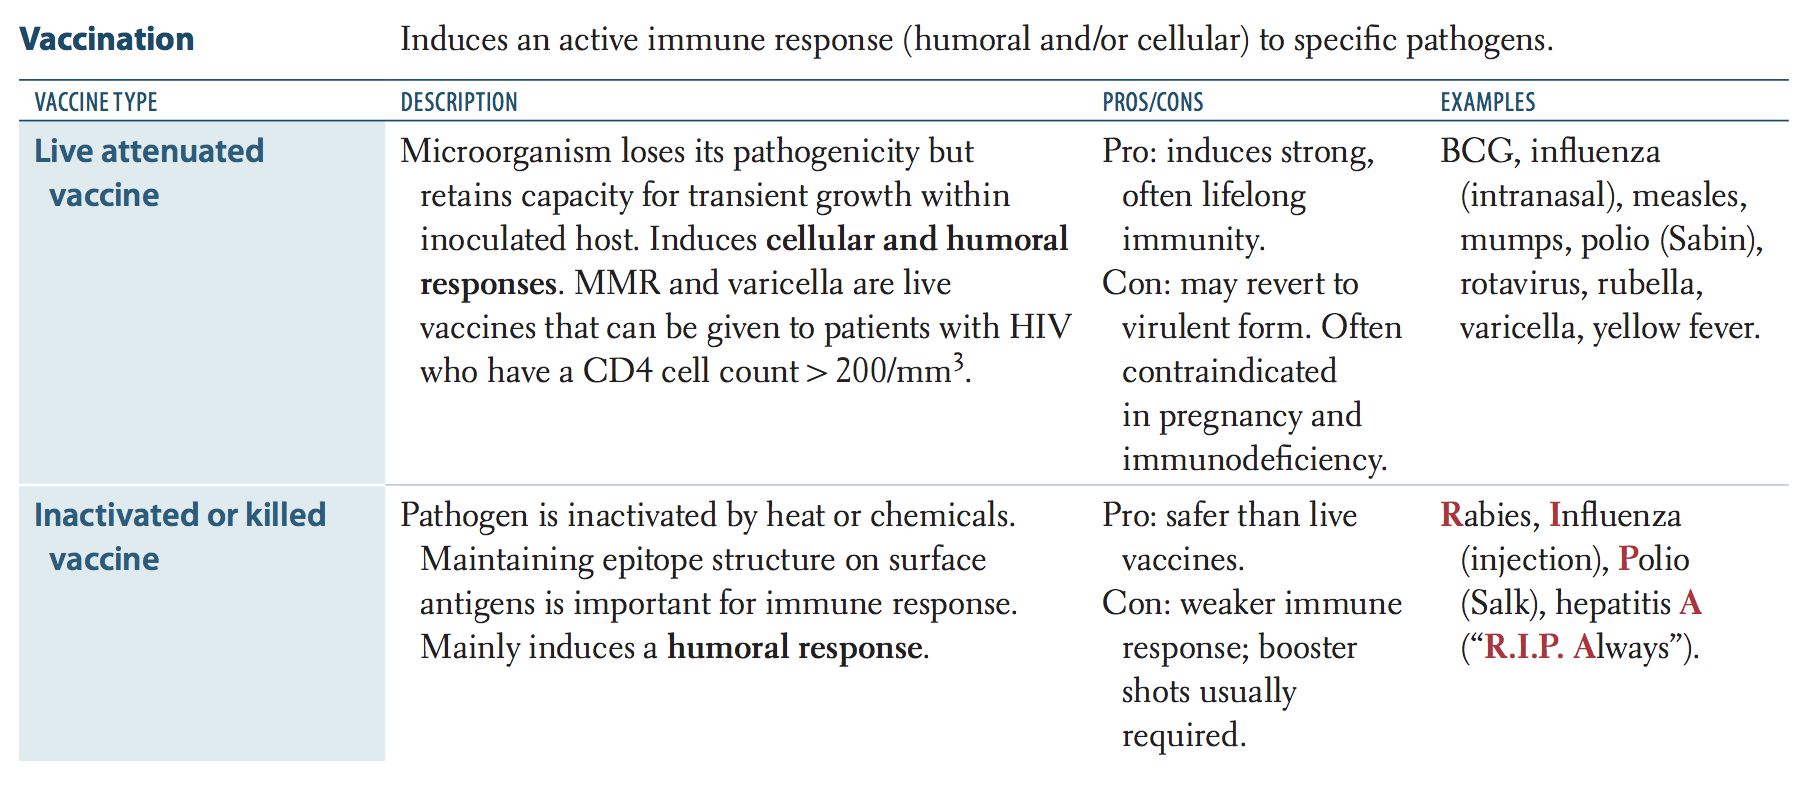 Vaccination Induces an active immune response (humoral and/or cellular) to specific pathogens.
VACCINE TYPE DESCRIPTION PROS/CONS EXAMPLES
Live attenuated
vaccine
Microorganism loses its pathogenicity but
retains capacity for transient growth within
inoculated host. Induces cellular and humoral
responses. MMR and varicella are live
vaccines that can be given to patients with HIV
who have a CD4 cell count > 200/mm³.
Pro: induces strong,
often lifelong
immunity.
Con: may revert to
virulent form. Often
contraindicated
in pregnancy and
immunodeficiency.
BCG, influenza
(intranasal), measles,
mumps, polio (Sabin),
rotavirus, rubella,
varicella, yellow fever.
Inactivated or killed
vaccine
Pathogen is inactivated by heat or chemicals.
Maintaining epitope structure on surface
antigens is important for immune response.
Mainly induces a humoral response.
Pro: safer than live
vaccines.
Con: weaker immune
response; booster
shots usually
required.
Rabies, Influenza
(injection), Polio
(Salk), hepatitis A
(“R.I.P. Always”).